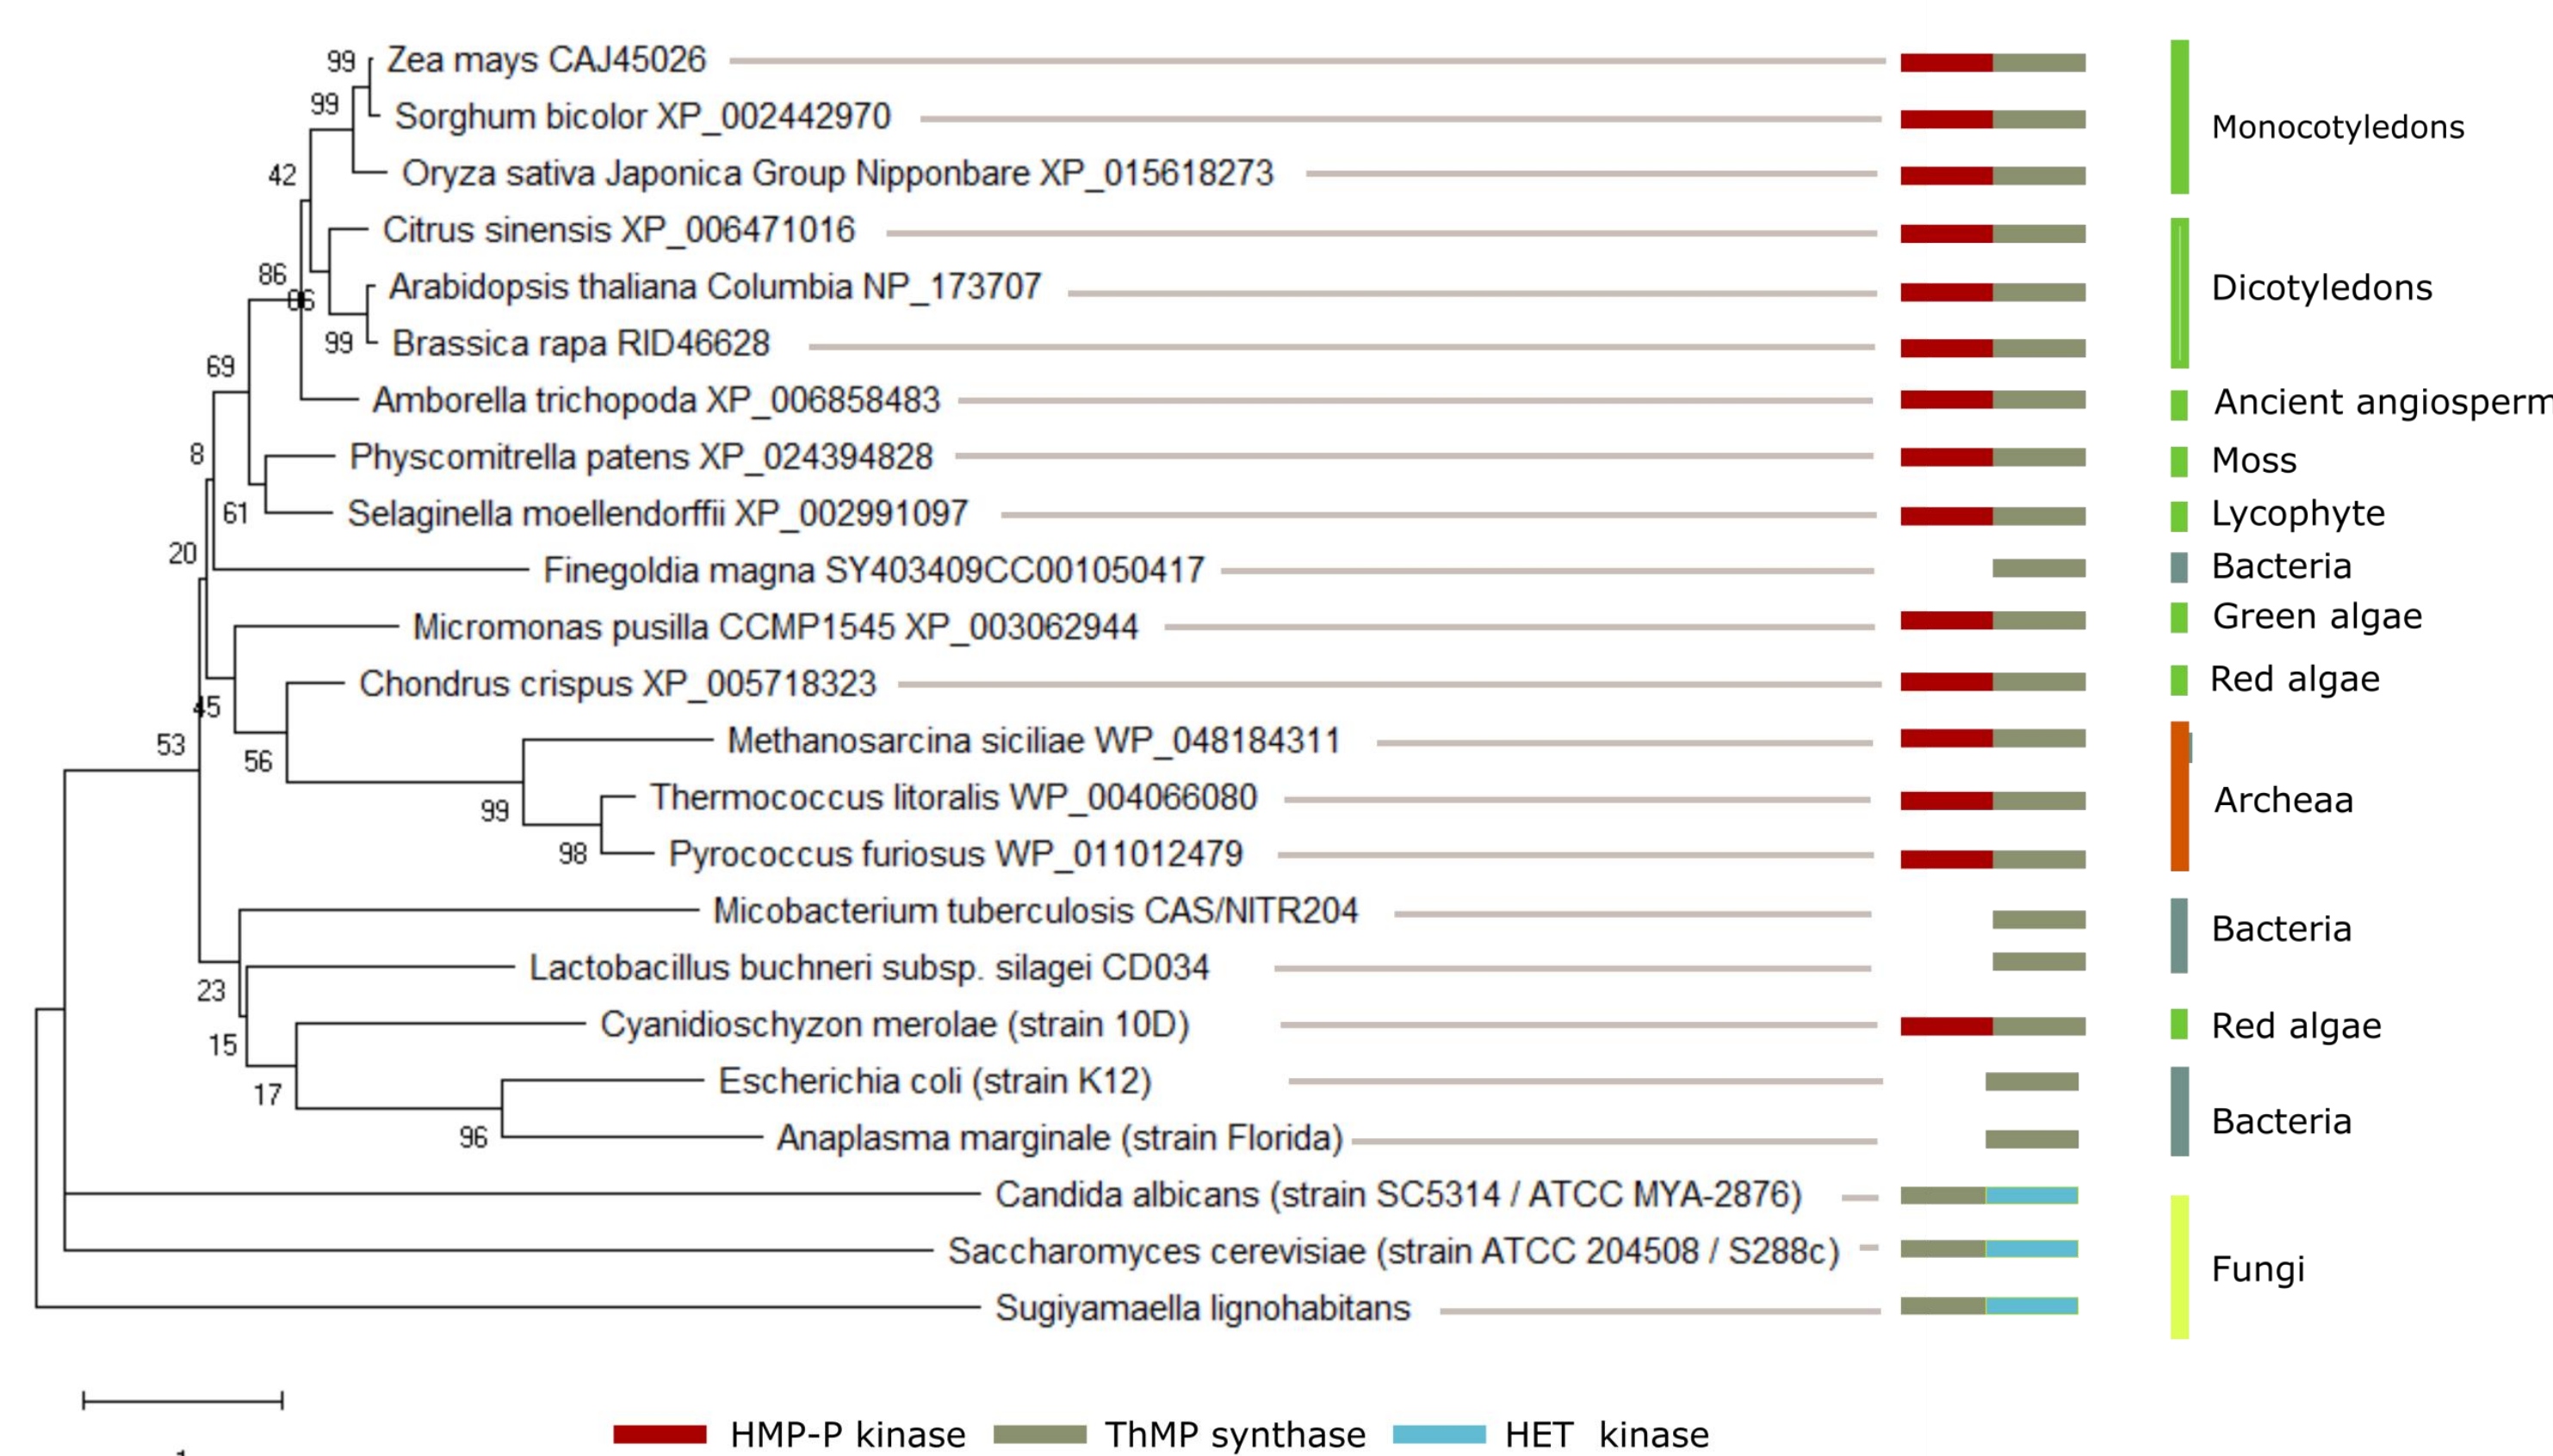 99 Zea mays CAJ45026
99 Sorghum bicolor XP_002442970
Monocotyledons
Oryza sativa Japonica Group Nipponbare XP_015618273
42
Citrus sinensis XP_006471016
86
Arabidopsis thaliana Columbia NP_173707
Dicotyledons
99 Brassica rapa RID46628
69
Amborella trichopoda XP_006858483 Ancient angiosperm
8
Physcomitrella patens XP_024394828 Moss
61 Selaginella moellendorffii XP_002991097 Lycophyte
20
Finegoldia magna SY403409CC001050417 Bacteria
Micromonas pusilla CCMP1545 XP_003062944 Green algae
45
Chondrus crispus XP_005718323 Red algae
53
56
Methanosarcina siciliae WP_048184311
99
Thermococcus litoralis WP_004066080 Archeaa
98 Pyrococcus furiosus WP_011012479
Micobacterium tuberculosis CAS/NITR204
Bacteria
23
Lactobacillus buchneri subsp. silagei CD034
15
Cyanidioschyzon merolae (strain 10D) Red algae
17
Escherichia coli (strain K12)
Bacteria
96 Anaplasma marginale (strain Florida)
Candida albicans (strain SC5314 / ATCC MYA-2876)
Saccharomyces cerevisiae (strain ATCC 204508 / S288c)
Fungi
Sugiyamaella lignohabitans
HMP-P kinase ThMP synthase HET kinase